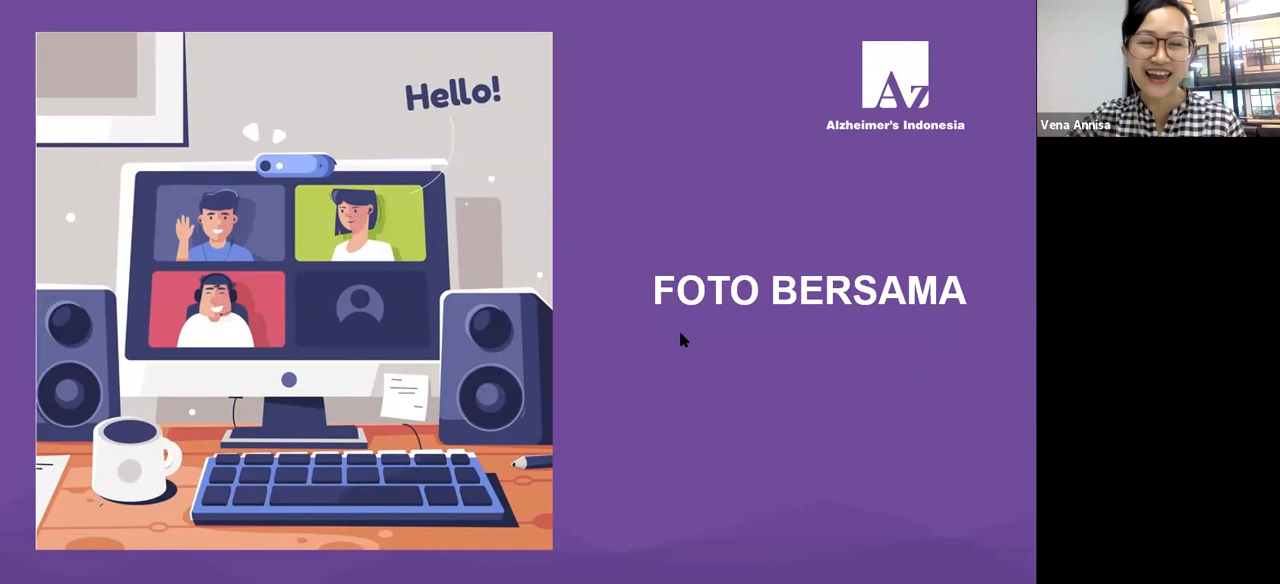 Hello!
Az
Alzheimer's Indonesia
FOTO BERSAMA
Vena Annisa